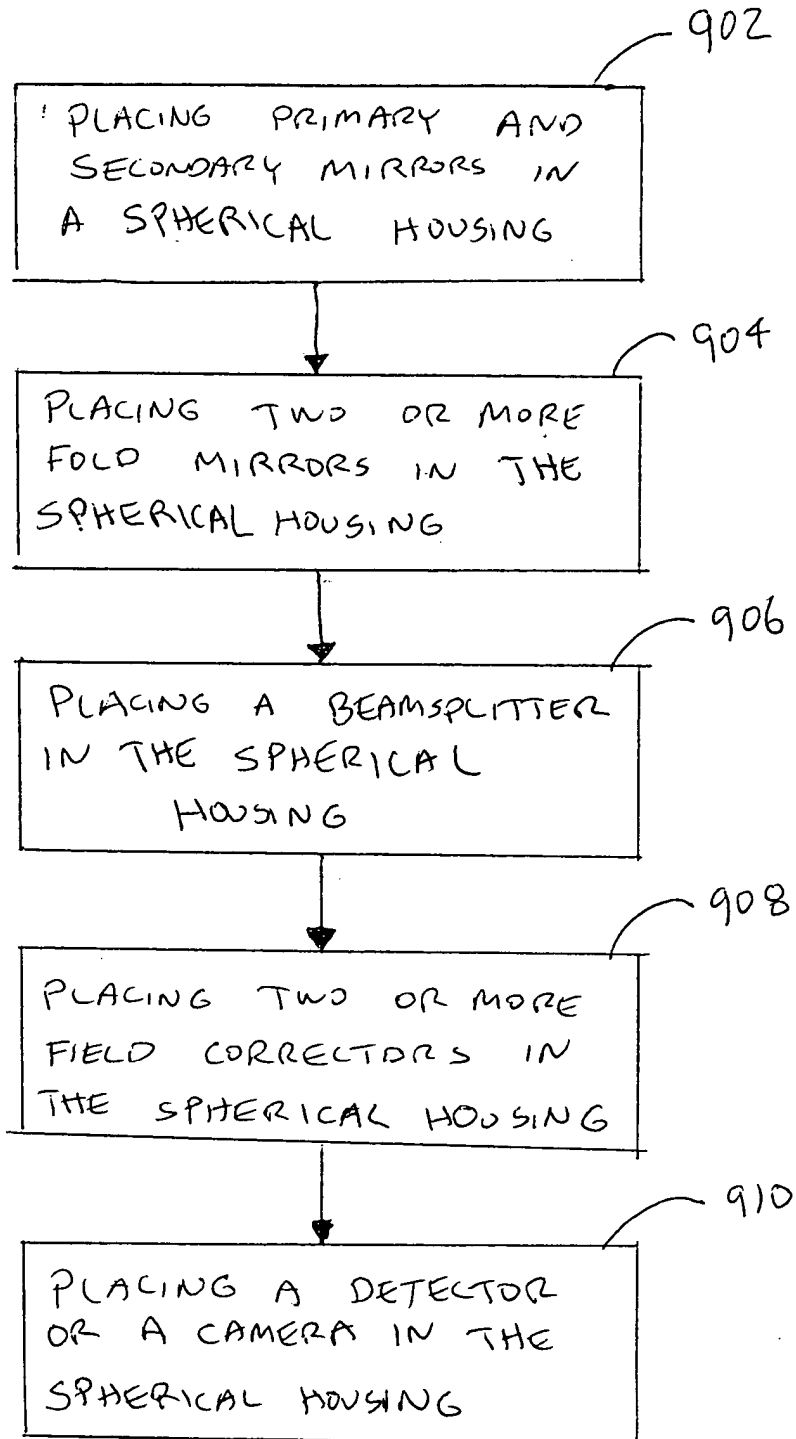 902
PLACING PRIMARY AND
SECONDARY MIRRORS IN
A SPHERICAL HOUSING
904
PLACING TWO OR MORE
FOLD MIRRORS IN THE
SPHERICAL HOUSING
906
PLACING A BEAMSPLITTER
IN THE SPHERICAL
HOUSING
908
PLACING TWO OR MORE
FIELD CORRECTORS IN
THE SPHERICAL HOUSING
910
PLACING A DETECTOR
OR A CAMERA IN THE
SPHERICAL HOUSING